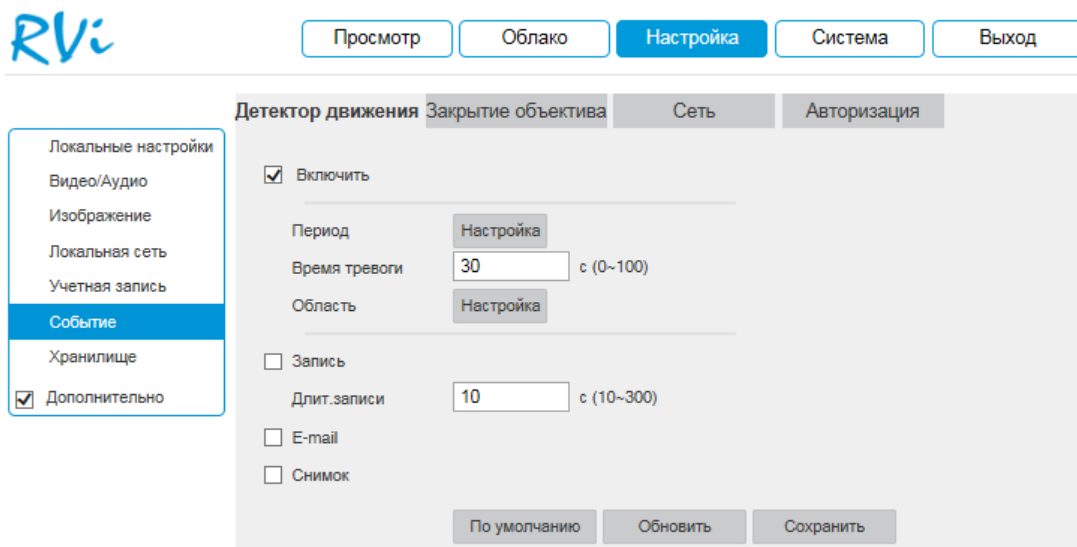 RVi
Просмотр Облако Настройка Система Выход
Детектор движения Закрытие объектива Сеть Авторизация
Локальные настройки
Видео/Аудио
Изображение
Локальная сеть
Учетная запись
Событие
Хранилище
Дополнительно
Включить
Период Настройка
Время тревоги 30 с (0~100)
Область Настройка
Запись
Длит.записи 10 с (10~300)
E-mail
Снимок
По умолчанию Обновить Сохранить